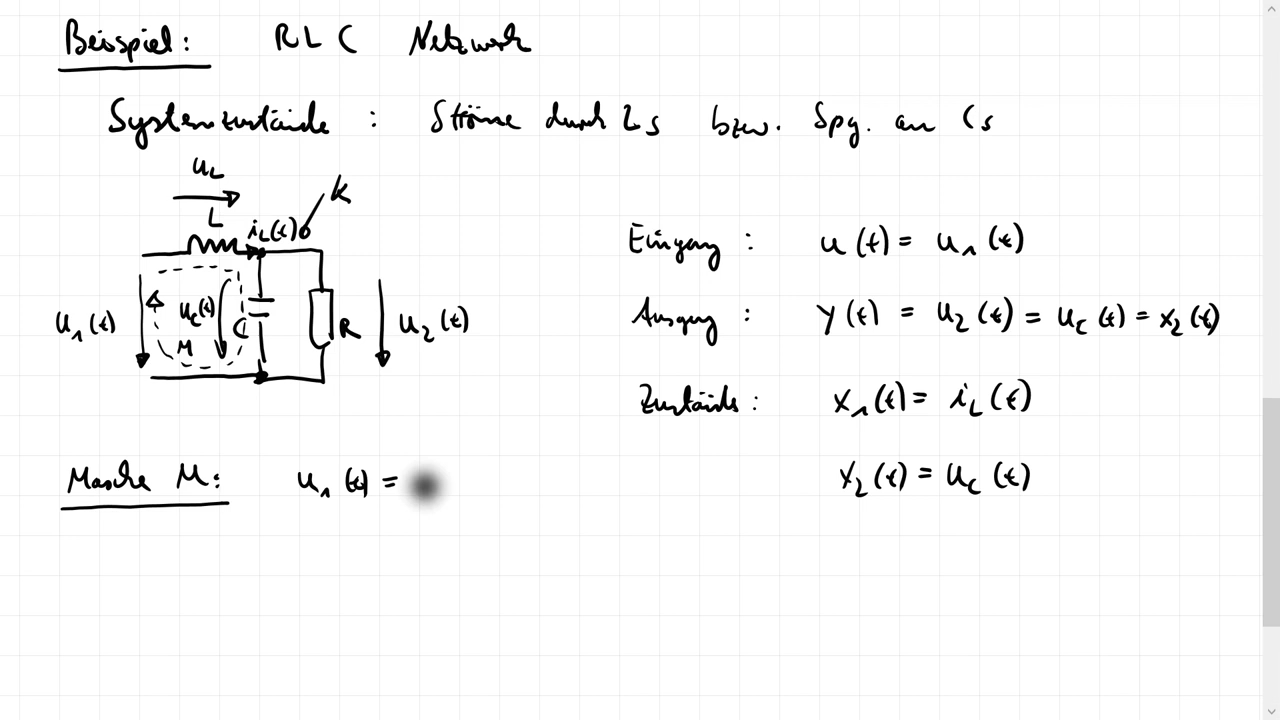 Beispiel: RLC Netzwerk
Systemzustände : Ströme durch Ls bzw. Spg. an Cs
uL
L
iL(t)
K
u1(t)
uC(t)
C
M
R
u2(t)
Eingang : u(t) = u1(t)
Ausgang : y(t) = u2(t) = uC(t) = x2(t)
Zustände : x1(t) = iL(t)
x2(t) = uC(t)
Masche M: u1(t) =